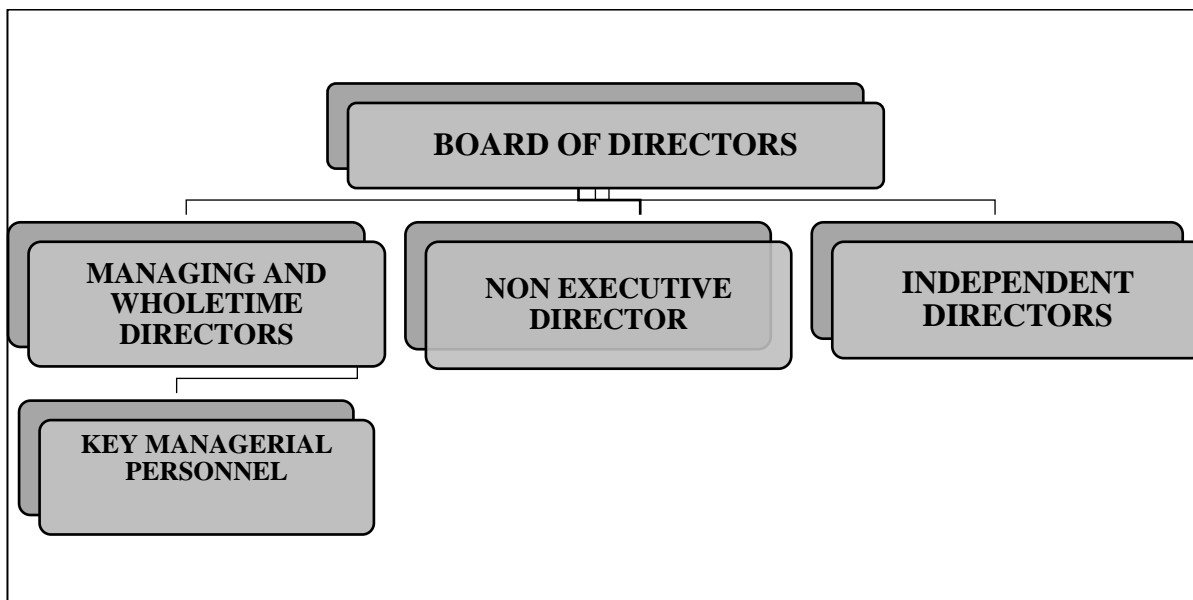 BOARD OF DIRECTORS
MANAGING AND
WHOLETIME
DIRECTORS
NON EXECUTIVE
DIRECTOR
INDEPENDENT
DIRECTORS
KEY MANAGERIAL
PERSONNEL